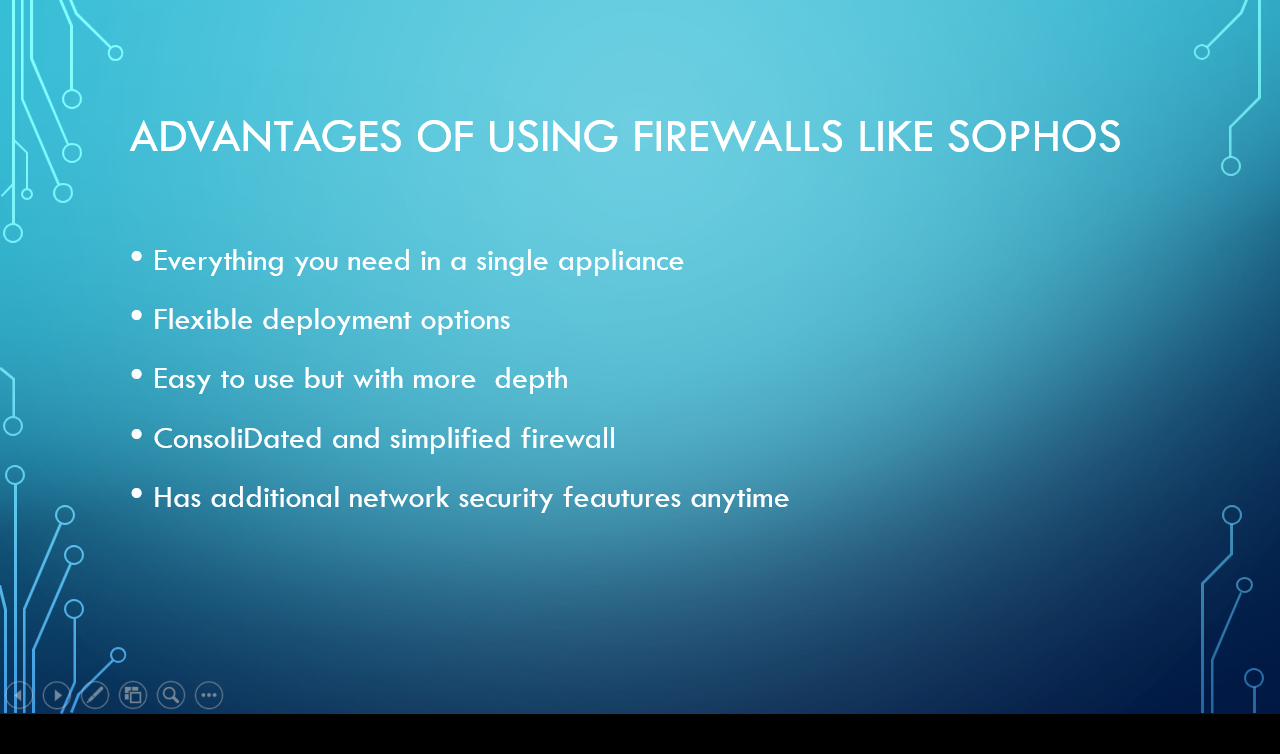 ADVANTAGES OF USING FIREWALLS LIKE SOPHOS
• Everything you need in a single appliance
• Flexible deployment options
• Easy to use but with more  depth
• ConsoliDated and simplified firewall
• Has additional network security feautures anytime